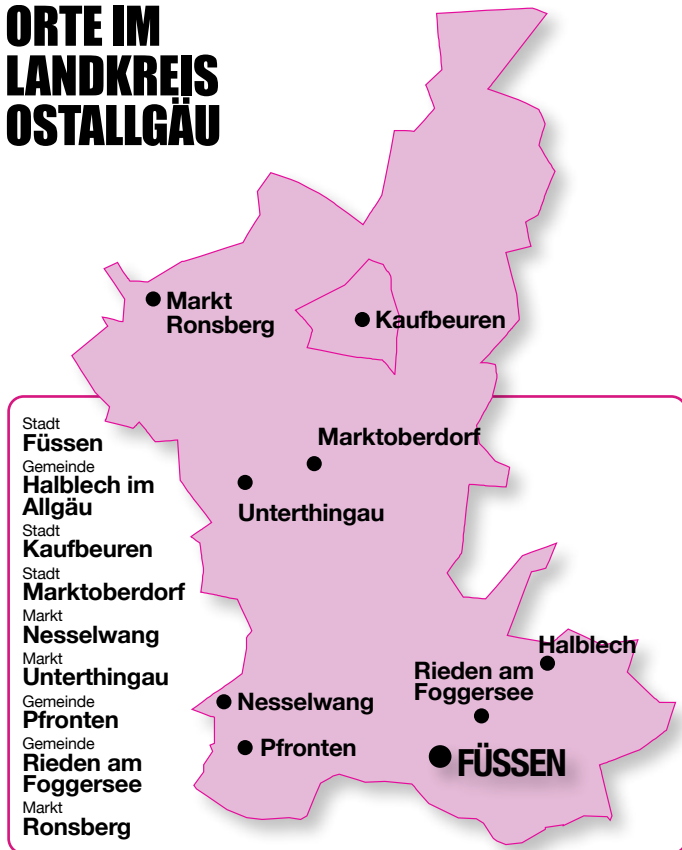 ORTE IM
LANDKREIS
OSTALLGÄU
Markt
Ronsberg
Kaufbeuren
Marktoberdorf
Unterthingau
Halblech
Rieden am
Foggersee
Nesselwang
Pfronten
FÜSSEN
Stadt
Füssen
Gemeinde
Halblech im
Allgäu
Stadt
Kaufbeuren
Stadt
Marktoberdorf
Markt
Nesselwang
Markt
Unterthingau
Gemeinde
Pfronten
Gemeinde
Rieden am
Foggersee
Markt
Ronsberg